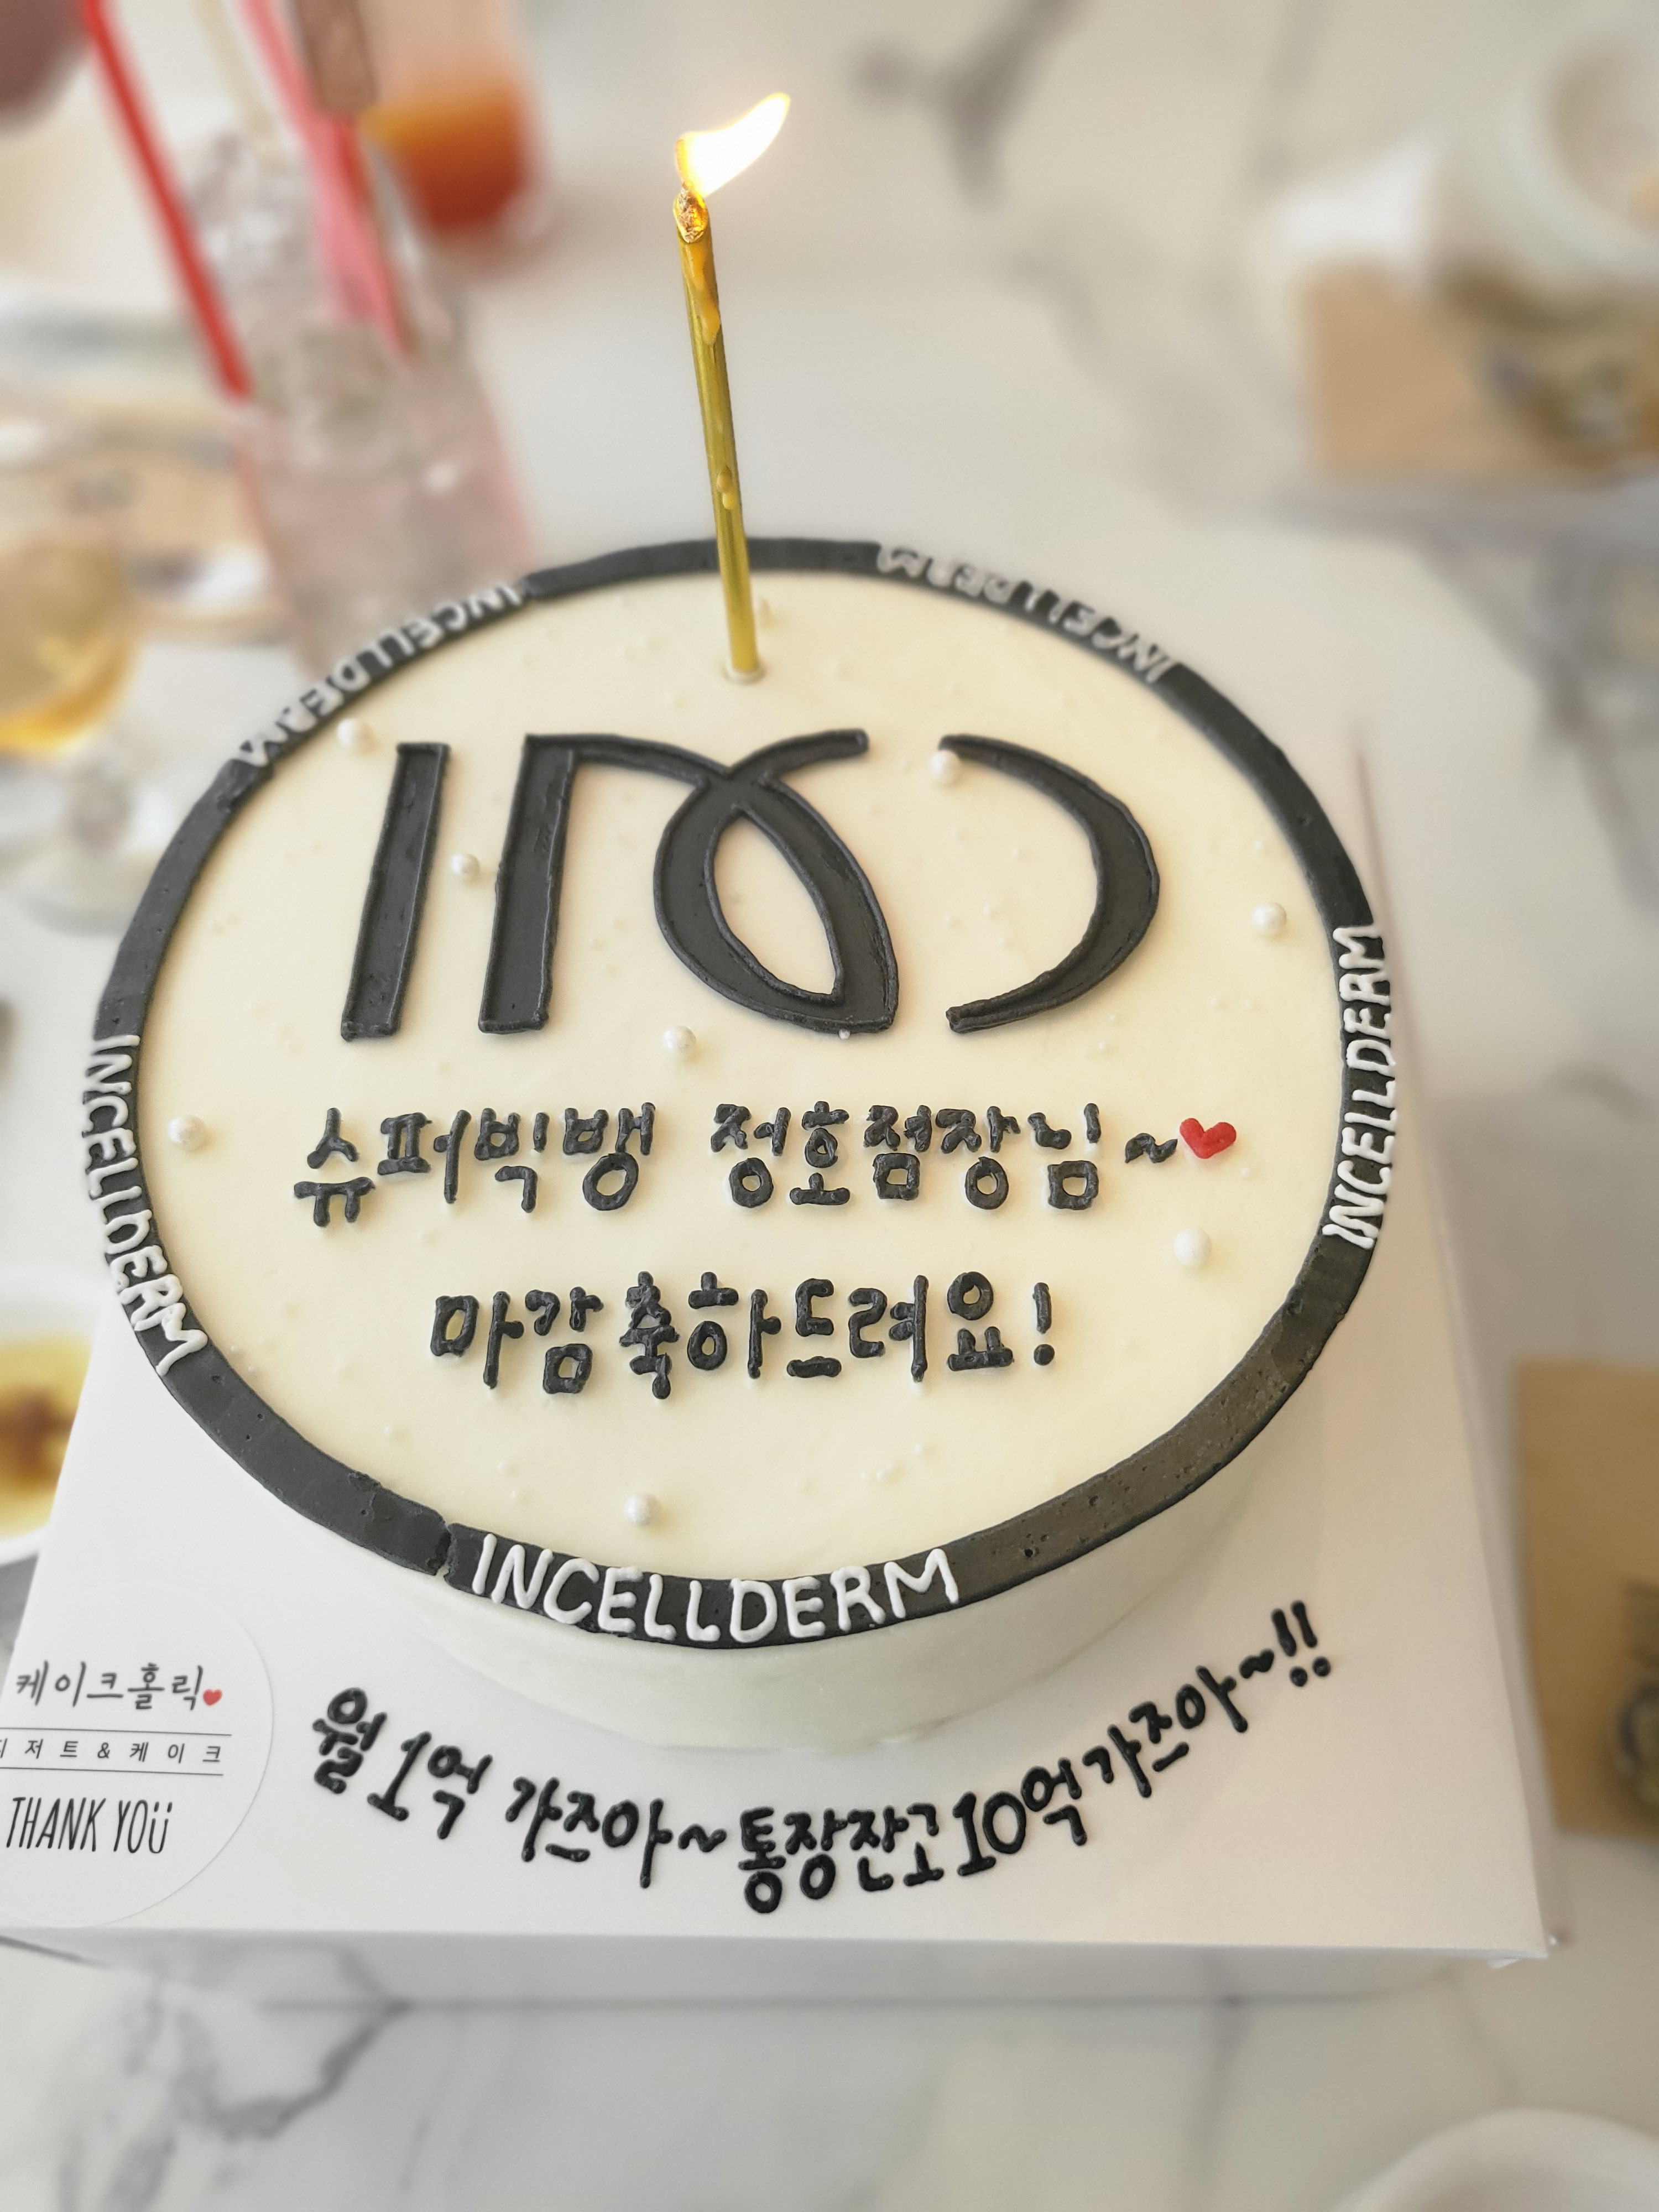 INCELLDERM
INCELLDERM
슈퍼빅뱅 정호점장님~
마감축하드려요!
INCELLDERM
INCELLDERM
INCELLDERM
월1억 가즈아~통장잔고10억가즈아~!!
케이크홀릭
디저트&케이크
THANK YOU